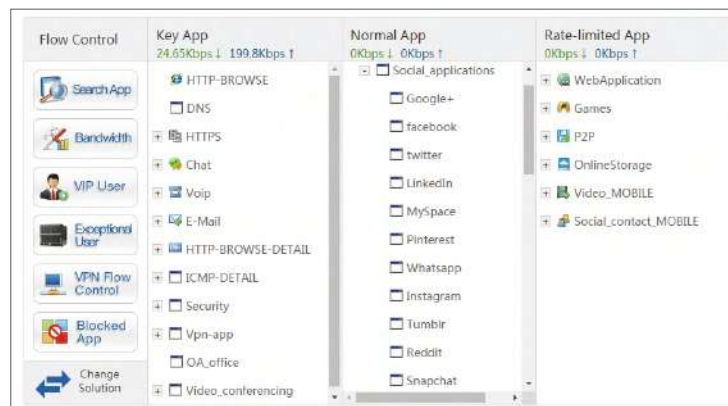 Flow Control
Search App
Bandwidth
VIP User
Exceptional
User
VPN Flow
Control
Blocked
App
Change
Solution
Key App
24.65Kbps↓ 199.8Kbps↑
HTTP-BROWSE
DNS
HTTPS
Chat
Voip
E-Mail
HTTP-BROWSE-DETAIL
ICMP-DETAIL
Security
Vpn-app
OA_office
Video_conferencing
Normal App
0Kbps↓ 0Kbps↑
Social_applications
Google+
facebook
twitter
LinkedIn
MySpace
Pinterest
Whatsapp
Instagram
Tumblr
Reddit
Snapchat
Rate-limited App
0Kbps↓ 0Kbps↑
WebApplication
Games
P2P
OnlineStorage
Video_MOBILE
Social_contact_MOBILE